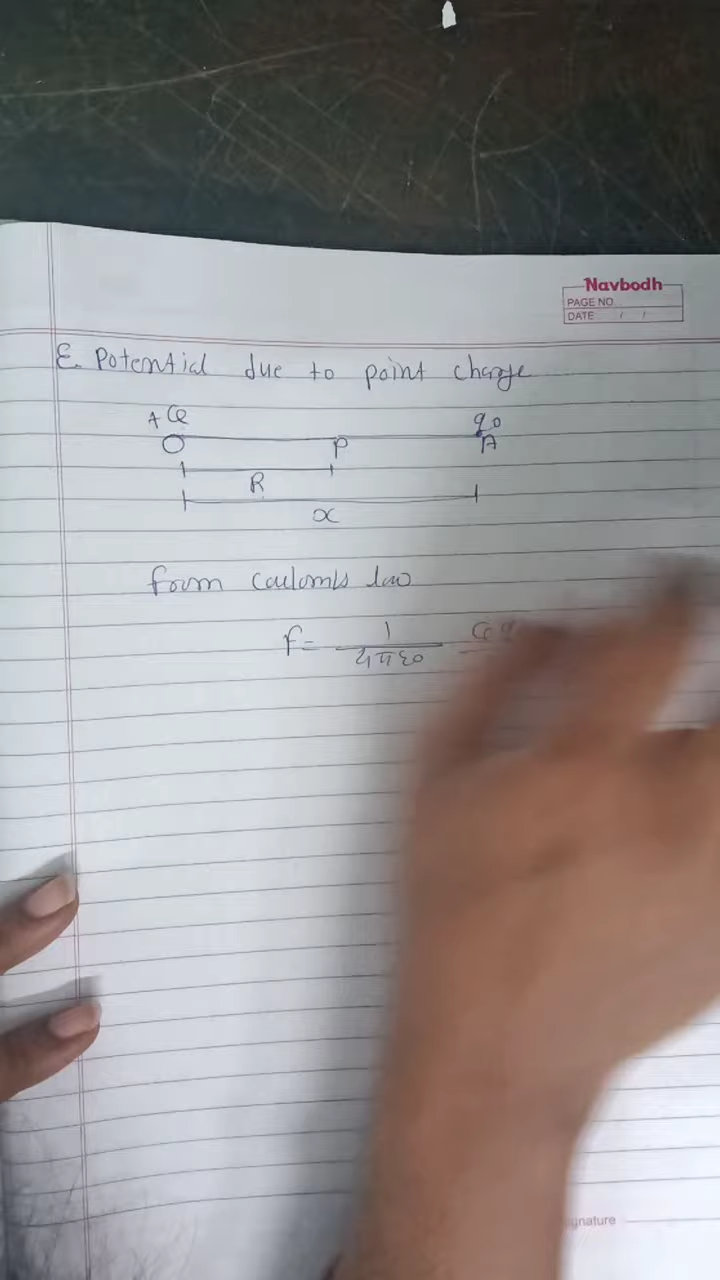 Navbodh
PAGE NO.
DATE / /
E. Potential due to point charge
+Q q0
O P A
R
x
from coulombs law
F= 1
4πε0